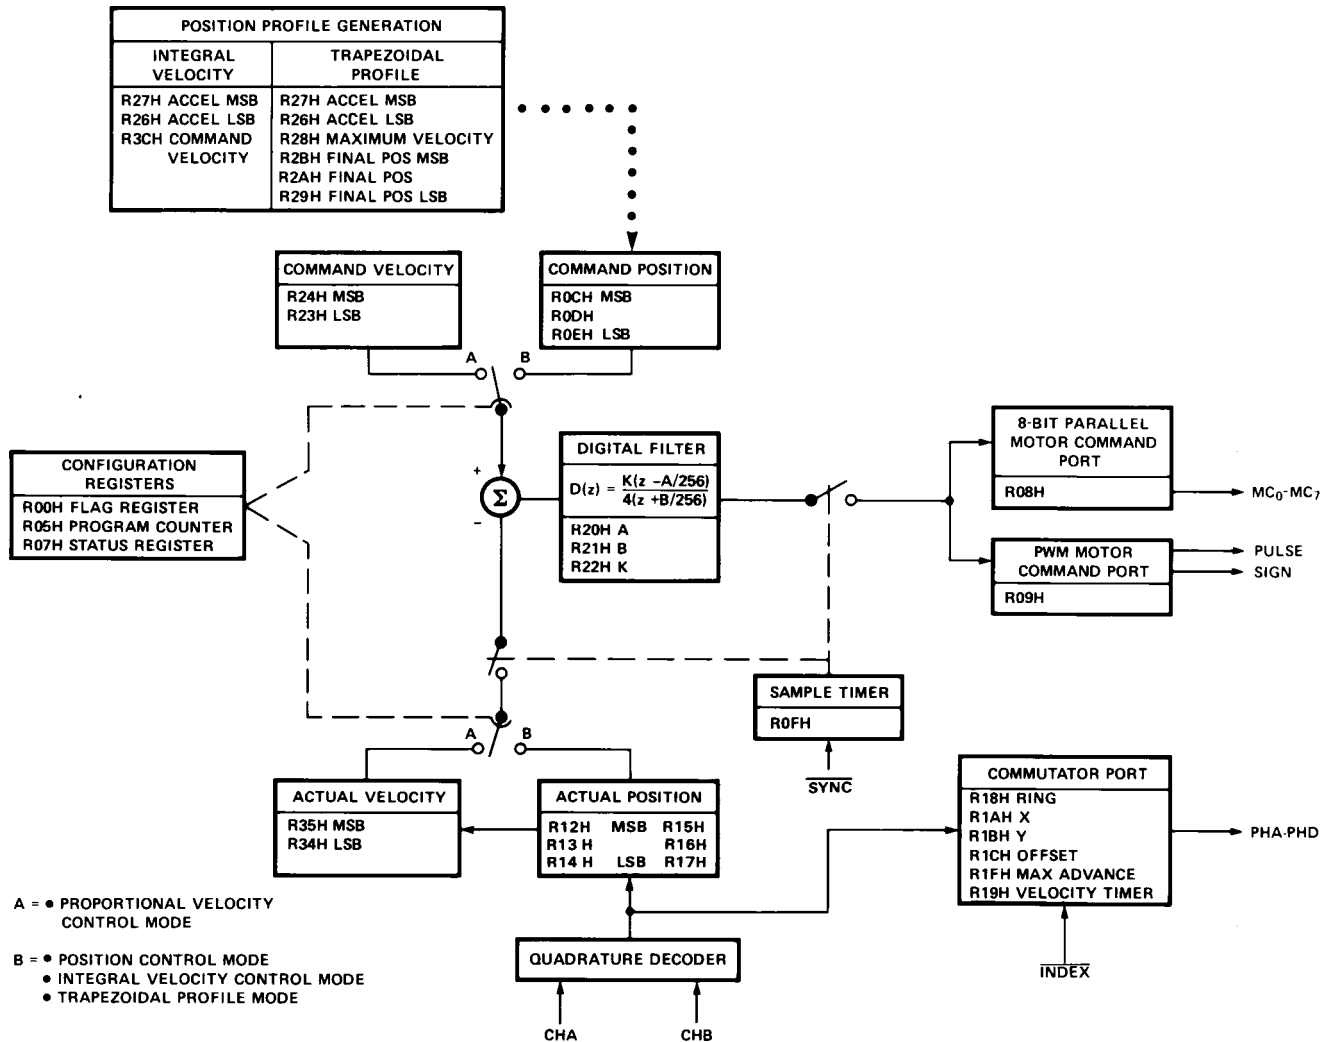 POSITION PROFILE GENERATION
INTEGRAL
VELOCITY
R27H ACCEL MSB
R26H ACCEL LSB
R3CH COMMAND
VELOCITY
TRAPEZOIDAL
PROFILE
R27H ACCEL MSB
R26H ACCEL LSB
R28H MAXIMUM VELOCITY
R2BH FINAL POS MSB
R2AH FINAL POS
R29H FINAL POS LSB
COMMAND VELOCITY
R24H MSB
R23H LSB
COMMAND POSITION
R0CH MSB
R0DH
R0EH LSB
A
B
CONFIGURATION
REGISTERS
R00H FLAG REGISTER
R05H PROGRAM COUNTER
R07H STATUS REGISTER
+
Σ
−
DIGITAL FILTER
D(z) = K(z −A/256)
4(z +B/256)
R20H A
R21H B
R22H K
8-BIT PARALLEL
MOTOR COMMAND
PORT
R08H
MC0-MC7
PWM MOTOR
COMMAND PORT
R09H
PULSE
SIGN
SAMPLE TIMER
R0FH
SYNC
A
B
ACTUAL VELOCITY
R35H MSB
R34H LSB
ACTUAL POSITION
R12H MSB R15H
R13H R16H
R14H LSB R17H
COMMUTATOR PORT
R18H RING
R1AH X
R1BH Y
R1CH OFFSET
R1FH MAX ADVANCE
R19H VELOCITY TIMER
PHA-PHD
INDEX
QUADRATURE DECODER
CHA
CHB
A = • PROPORTIONAL VELOCITY
CONTROL MODE
B = • POSITION CONTROL MODE
• INTEGRAL VELOCITY CONTROL MODE
• TRAPEZOIDAL PROFILE MODE